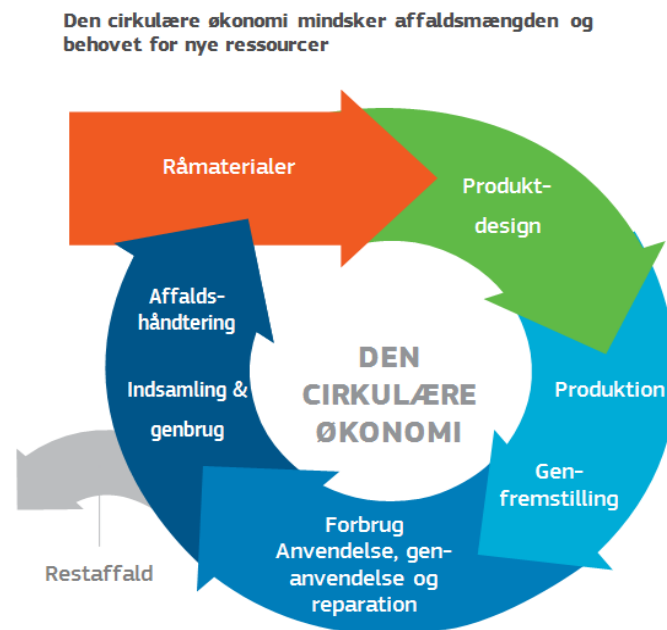 Den cirkulære økonomi mindsker affaldsmængden og
behovet for nye ressourcer
Råmaterialer
Produkt-
design
Produktion
Gen-
fremstilling
Forbrug
Anvendelse, gen-
anvendelse og
reparation
Affalds-
håndtering
Indsamling &
genbrug
Restaffald
DEN
CIRKULÆRE
ØKONOMI